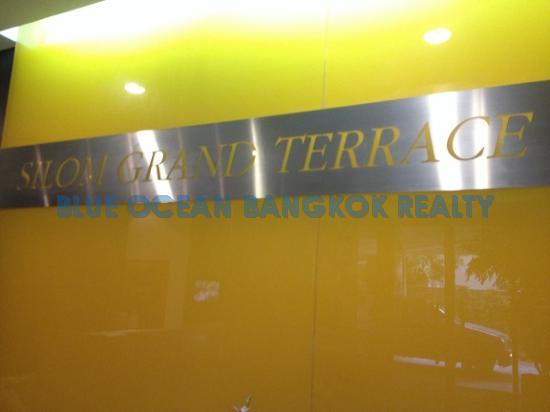 SILOM GRAND TERRACE
BLUE OCEAN BANGKOK REALTY